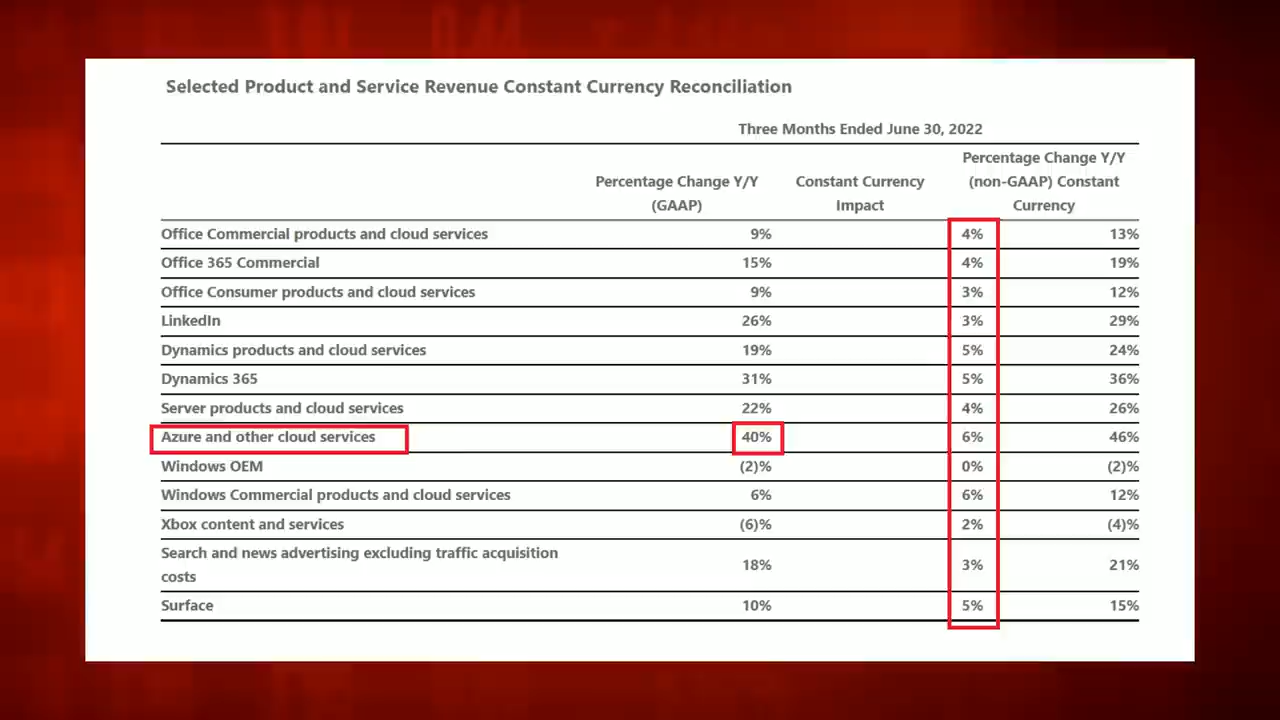 Selected Product and Service Revenue Constant Currency Reconciliation
Three Months Ended June 30, 2022
Percentage Change Y/Y (GAAP) Constant Currency Impact Percentage Change Y/Y (non-GAAP) Constant Currency
Office Commercial products and cloud services 9% 4% 13%
Office 365 Commercial 15% 4% 19%
Office Consumer products and cloud services 9% 3% 12%
LinkedIn 26% 3% 29%
Dynamics products and cloud services 19% 5% 24%
Dynamics 365 31% 5% 36%
Server products and cloud services 22% 4% 26%
Azure and other cloud services 40% 6% 46%
Windows OEM (2)% 0% (2)%
Windows Commercial products and cloud services 6% 6% 12%
Xbox content and services (6)% 2% (4)%
Search and news advertising excluding traffic acquisition
costs 18% 3% 21%
Surface 10% 5% 15%